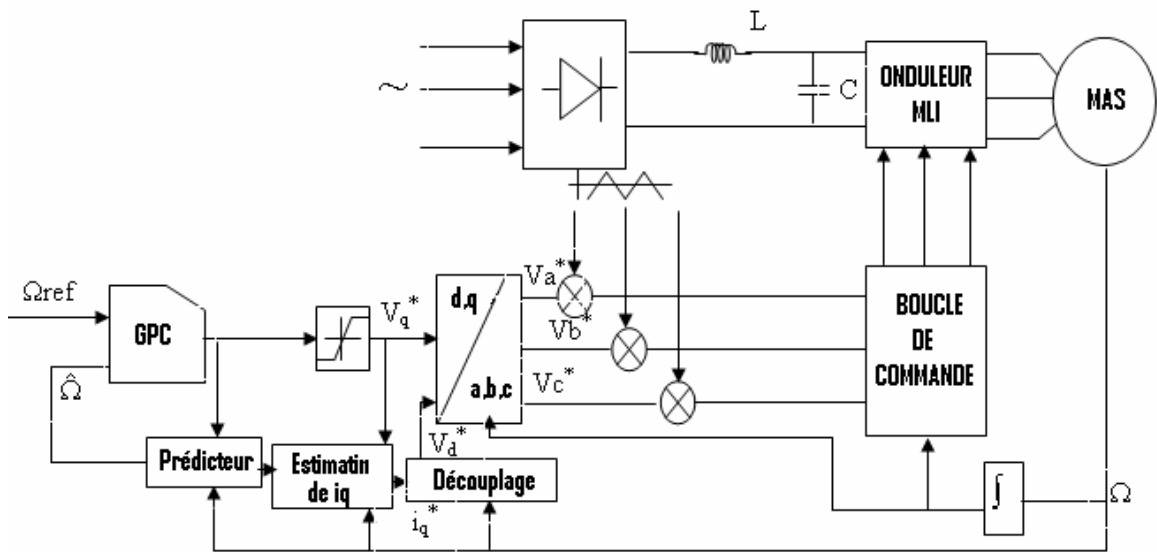 L
~
C
ONDULEUR
MLI
MAS
Ωref
GPC
Ω̂
Vq*
d,q
a,b,c
Va*
Vb*
Vc*
BOUCLE
DE
COMMANDE
Vd*
Prédicteur
Estimatin
de iq
Découplage
iq*
∫
Ω